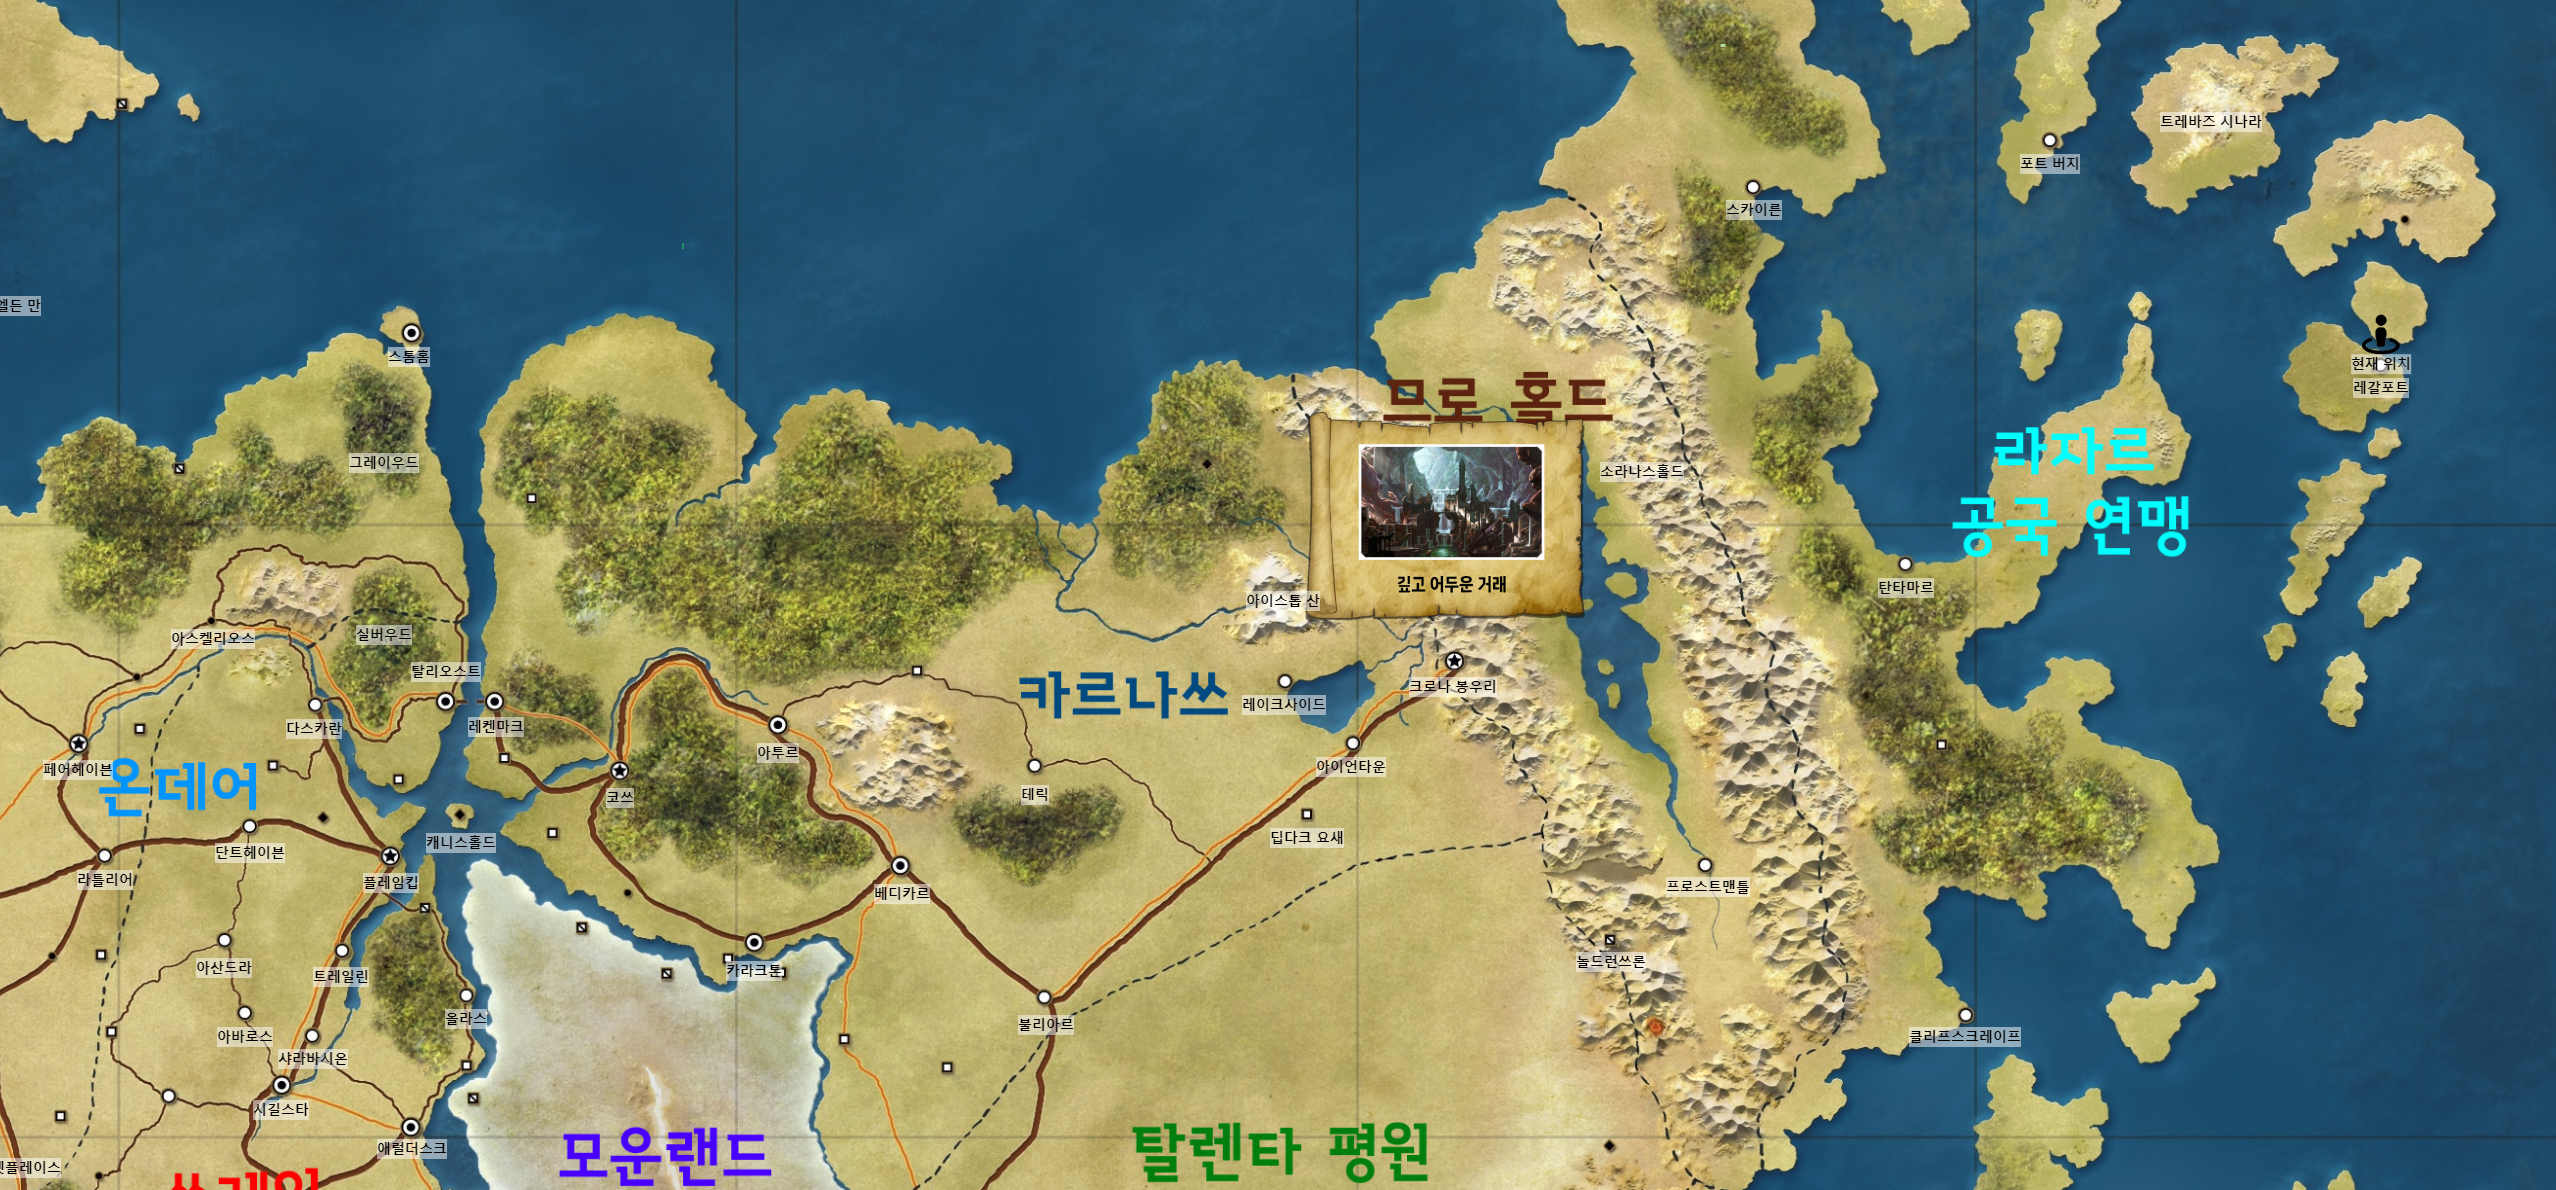 트레바즈 시나라
포트 버지
스카이른
엘든 만
스톰홈
현재 위치
레갈포트
므로 홀드
그레이우드
소라나스홀드
라자르
공국 연맹
깊고 어두운 거래
탄타마르
아이스톱 산
아스켈리오스
실버우드
탈리오스트
카르나쓰
크로나 봉우리
레이크사이드
다스카란
레켄마크
아투르
페어헤이븐
온데어
아이언타운
코쓰
테릭
딥다크 요새
캐니스홀드
단트헤이븐
라틀리어
플레임킵
베디카르
프로스트맨틀
아산드라
트레일린
카라크툰
놀드런쓰론
올라스
불리아르
아바로스
클리프스크레이프
샤라바시온
시길스타
애럴더스크
모운랜드
탈렌타 평원